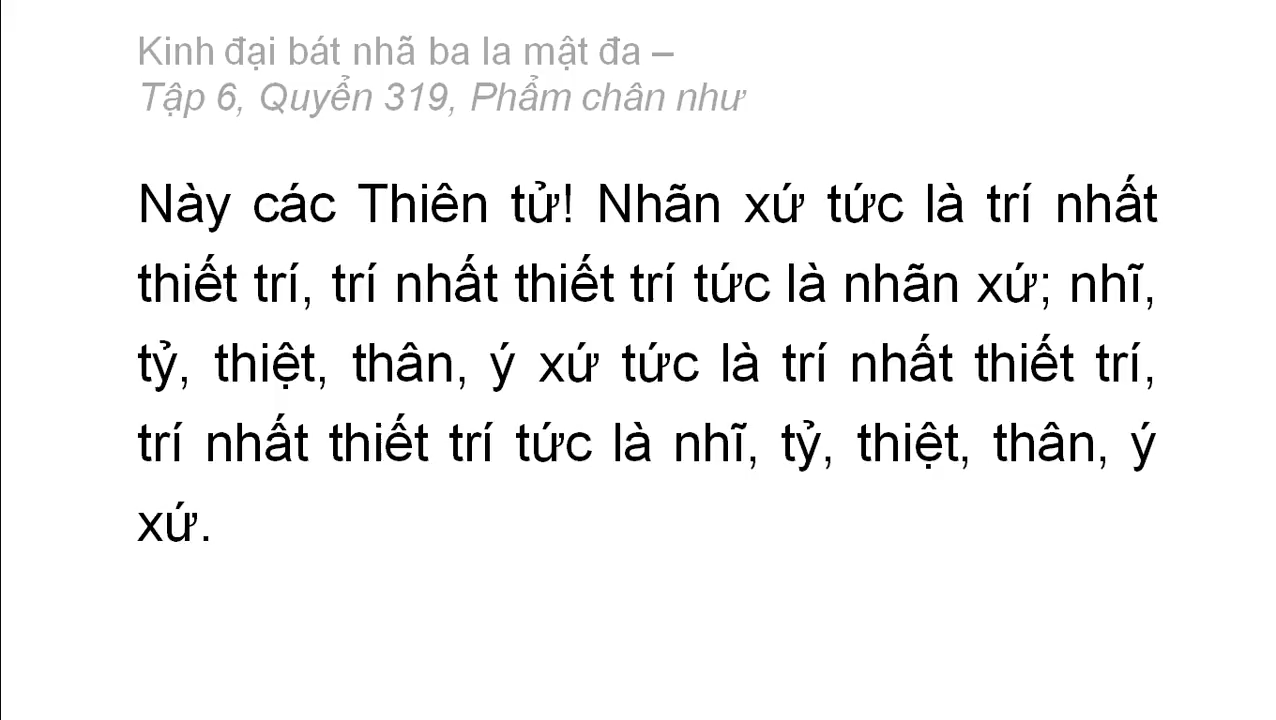 Kinh đại bát nhã ba la mật đa –
Tập 6, Quyển 319, Phẩm chân như
Này các Thiên tử! Nhãn xứ tức là trí nhất
thiết trí, trí nhất thiết trí tức là nhãn xứ; nhĩ,
tỷ, thiệt, thân, ý xứ tức là trí nhất thiết trí,
trí nhất thiết trí tức là nhĩ, tỷ, thiệt, thân, ý
xứ.